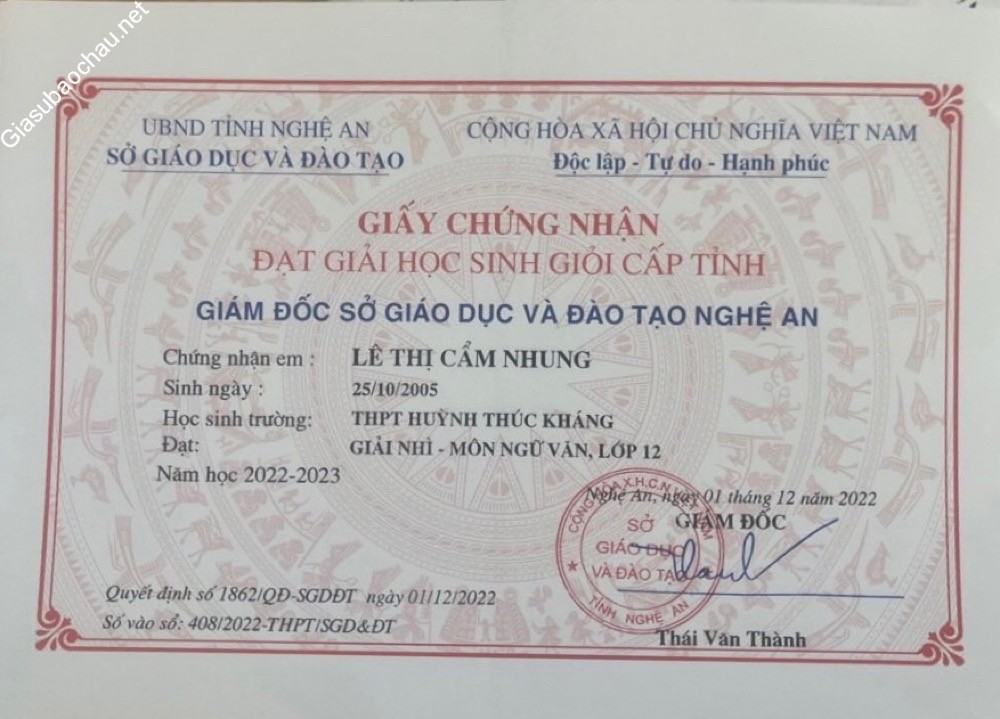 Giasubaochau.net
UBND TỈNH NGHỆ AN
SỞ GIÁO DỤC VÀ ĐÀO TẠO
CỘNG HÒA XÃ HỘI CHỦ NGHĨA VIỆT NAM
Độc lập - Tự do - Hạnh phúc
GIẤY CHỨNG NHẬN
ĐẠT GIẢI HỌC SINH GIỎI CẤP TỈNH
GIÁM ĐỐC SỞ GIÁO DỤC VÀ ĐÀO TẠO NGHỆ AN
Chứng nhận em : LÊ THỊ CẨM NHUNG
Sinh ngày : 25/10/2005
Học sinh trường: THPT HUỲNH THÚC KHÁNG
Đạt: GIẢI NHÌ - MÔN NGỮ VĂN, LỚP 12
Năm học 2022-2023
Nghệ An, ngày 01 tháng 12 năm 2022
GIÁM ĐỐC
CỘNG HÒA X.H.C.N VIỆT NAM
SỞ
GIÁO DỤC
VÀ ĐÀO TẠO
TỈNH NGHỆ AN
Thái Văn Thành
Quyết định số 1862/QĐ-SGDĐT ngày 01/12/2022
Số vào sổ: 408/2022-THPT/SGD&ĐT